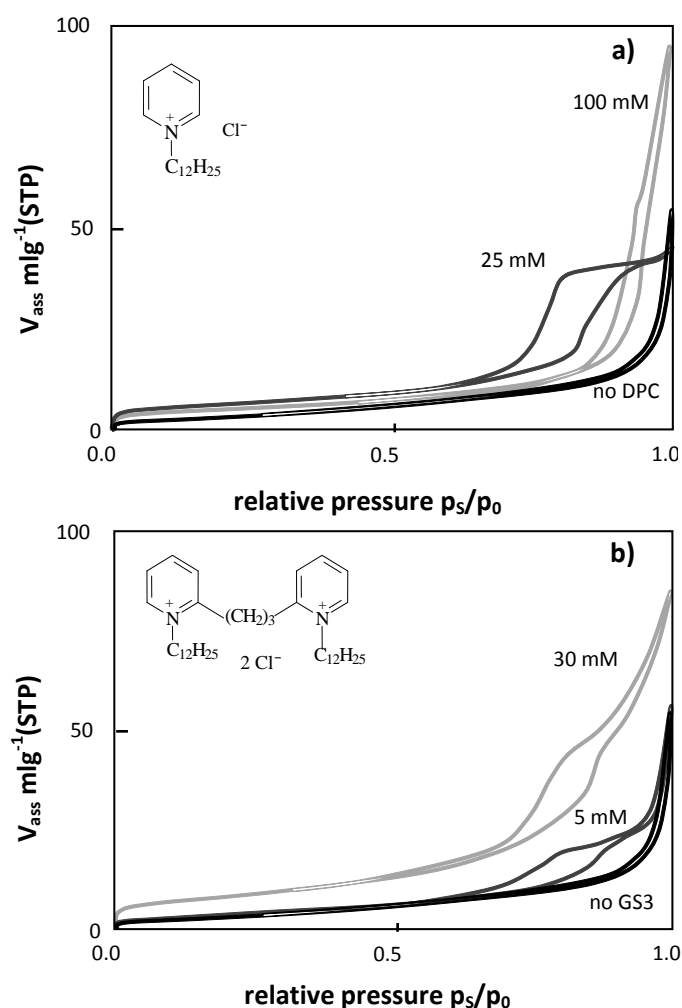 100
a)
N
+
Cl⁻
C₁₂H₂₅
100 mM
50
25 mM
no DPC
V_ass mlg⁻¹(STP)
0
0.0
0.5
1.0
relative pressure p_S/p_0
100
b)
N
+
(CH₂)₃
N
+
C₁₂H₂₅
2 Cl⁻
C₁₂H₂₅
30 mM
50
5 mM
no GS3
V_ass mlg⁻¹(STP)
0
0.0
0.5
1.0
relative pressure p_S/p_0